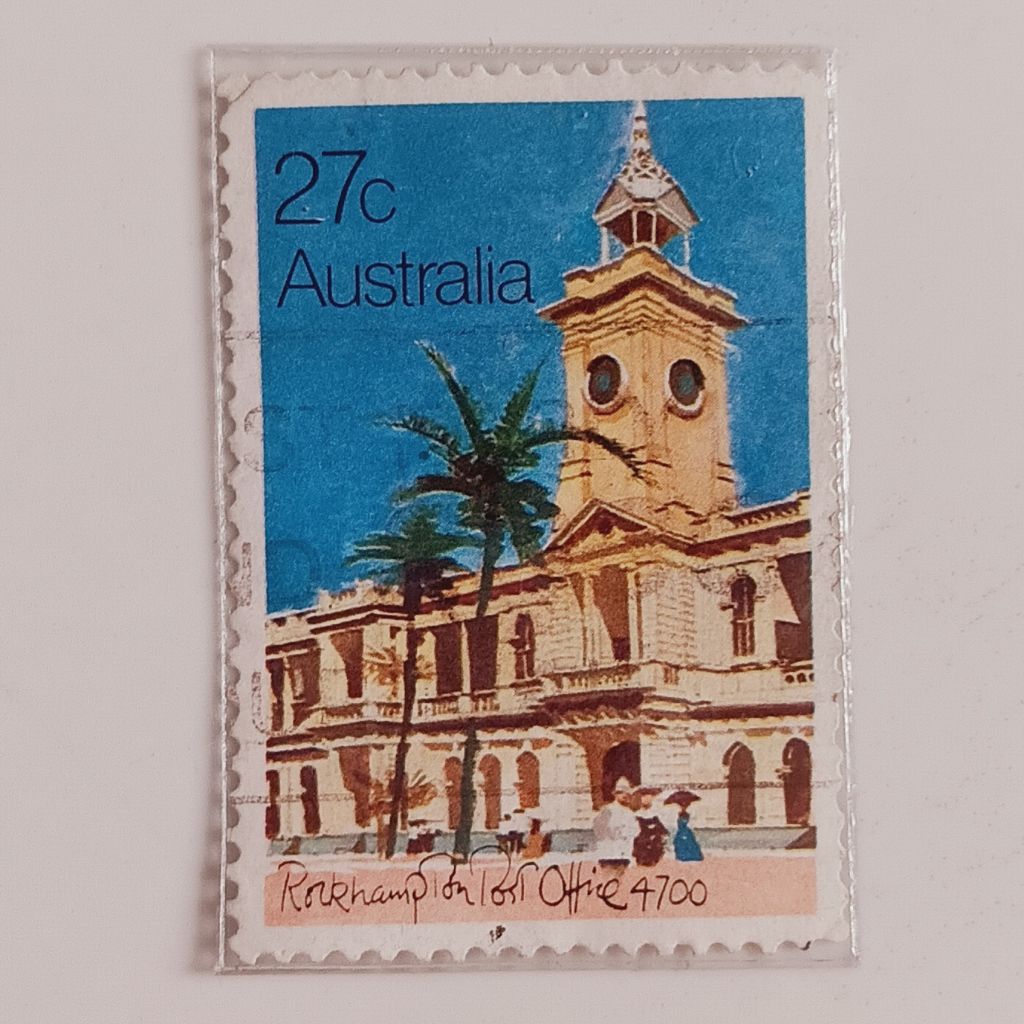 27c
Australia
Rockhampton Post Office 4700